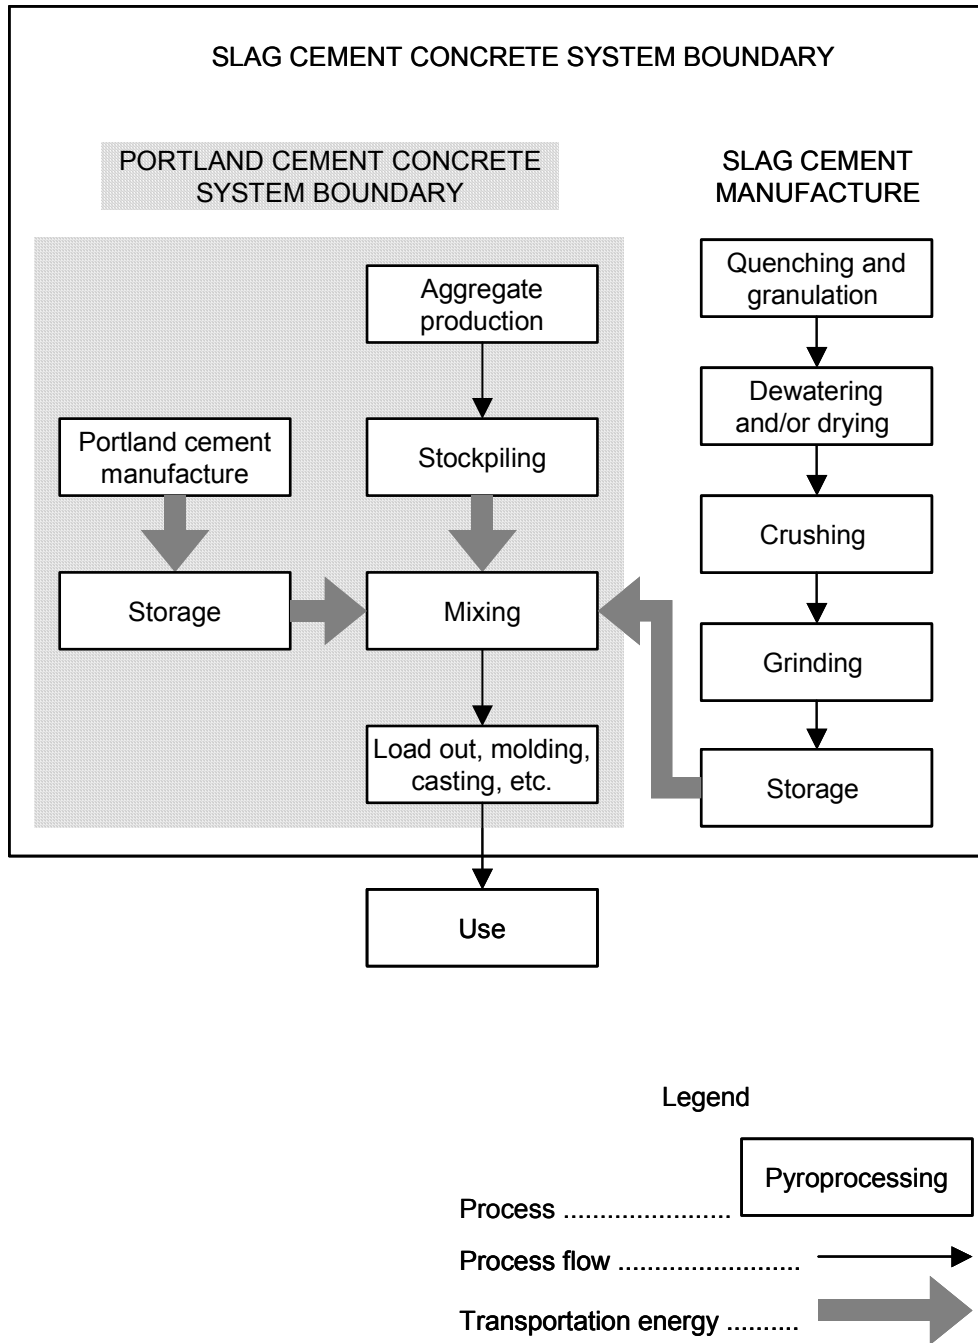 SLAG CEMENT CONCRETE SYSTEM BOUNDARY
PORTLAND CEMENT CONCRETE
SYSTEM BOUNDARY
SLAG CEMENT
MANUFACTURE
Aggregate
production
Quenching and
granulation
Portland cement
manufacture
Stockpiling
Dewatering
and/or drying
Crushing
Storage
Mixing
Grinding
Load out, molding,
casting, etc.
Storage
Use
Legend
Pyroprocessing
Process .......................
Process flow .........................
Transportation energy ..........